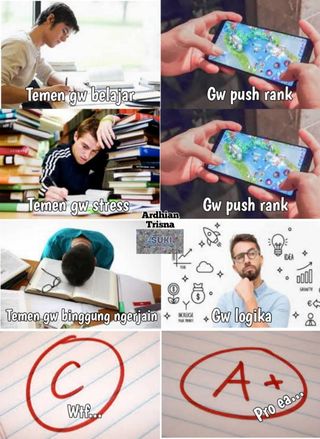 Temen gw belajar
Gw push rank
Temen gw stress
Gw push rank
Ardhian
Trisna
Temen gw binggung ngerjain
Gw logika
IDEA
C
Wtf...
A+
Pro ea...